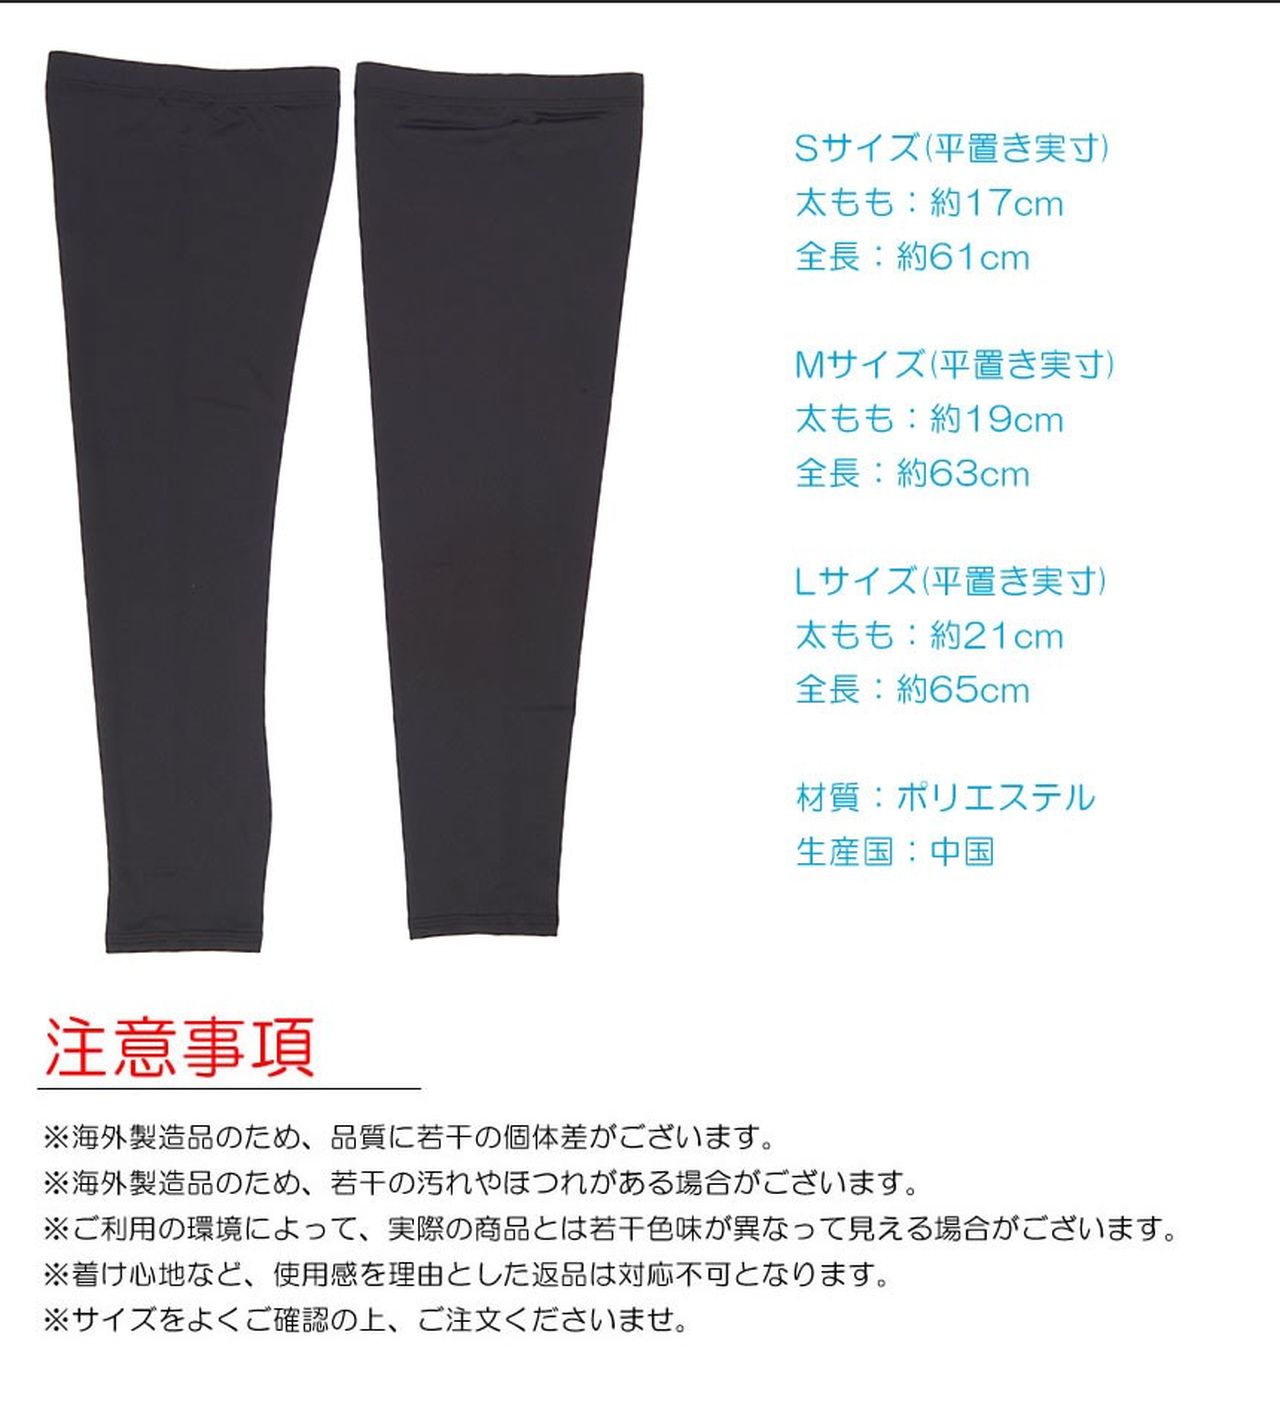 Sサイズ(平置き実寸)
太もも：約17cm
全長：約61cm
Mサイズ(平置き実寸)
太もも：約19cm
全長：約63cm
Lサイズ(平置き実寸)
太もも：約21cm
全長：約65cm
材質：ポリエステル
生産国：中国
注意事項
※海外製造品のため、品質に若干の個体差がございます。
※海外製造品のため、若干の汚れやほつれがある場合がございます。
※ご利用の環境によって、実際の商品とは若干色味が異なって見える場合がございます。
※着け心地など、使用感を理由とした返品は対応不可となります。
※サイズをよくご確認の上、ご注文くださいませ。